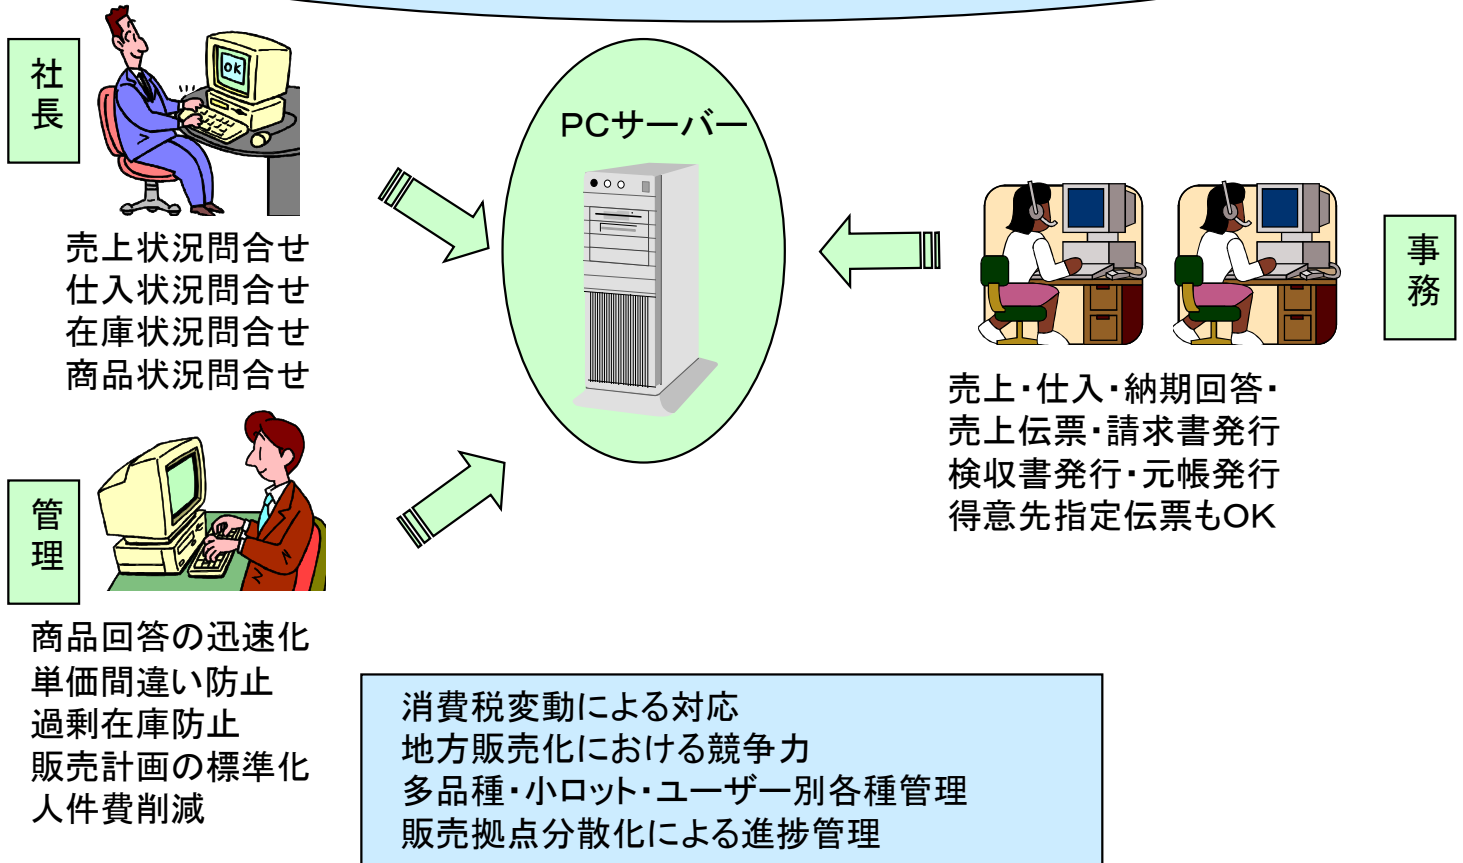 社長
OK
売上状況問合せ
仕入状況問合せ
在庫状況問合せ
商品状況問合せ
管理
商品回答の迅速化
単価間違い防止
過剰在庫防止
販売計画の標準化
人件費削減
PCサーバー
事務
売上・仕入・納期回答・
売上伝票・請求書発行
検収書発行・元帳発行
得意先指定伝票もOK
消費税変動による対応
地方販売化における競争力
多品種・小ロット・ユーザー別各種管理
販売拠点分散化による進捗管理